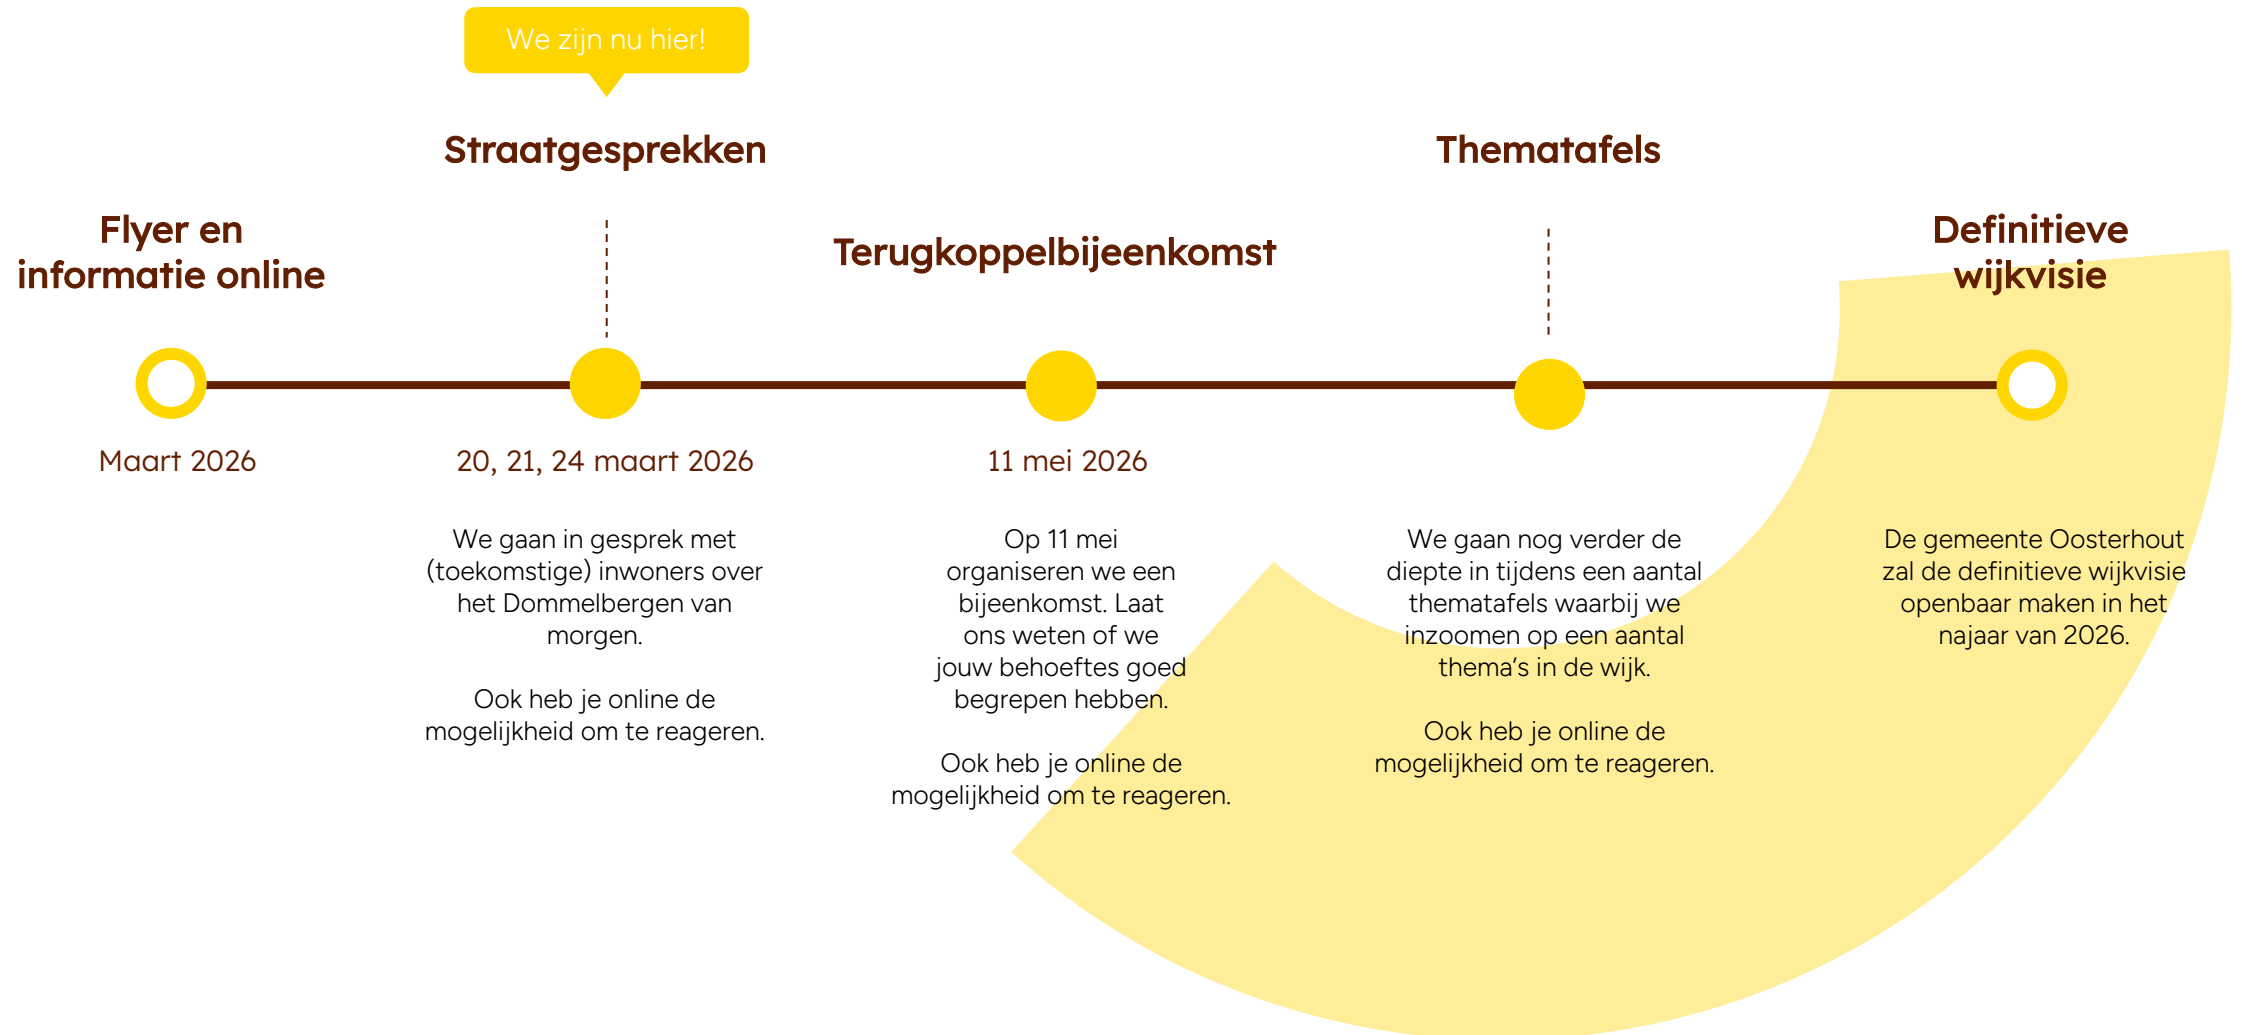 We zijn nu hier!
Flyer en
informatie online
Maart 2026
Straatgesprekken
20, 21, 24 maart 2026
We gaan in gesprek met
(toekomstige) inwoners over
het Dommelbergen van
morgen.
Ook heb je online de
mogelijkheid om te reageren.
Terugkoppelbijeenkomst
11 mei 2026
Op 11 mei
organiseren we een
bijeenkomst. Laat
ons weten of we
jouw behoeftes goed
begrepen hebben.
Ook heb je online de
mogelijkheid om te reageren.
Thematafels
We gaan nog verder de
diepte in tijdens een aantal
thematafels waarbij we
inzoomen op een aantal
thema’s in de wijk.
Ook heb je online de
mogelijkheid om te reageren.
Definitieve
wijkvisie
De gemeente Oosterhout
zal de definitieve wijkvisie
openbaar maken in het
najaar van 2026.